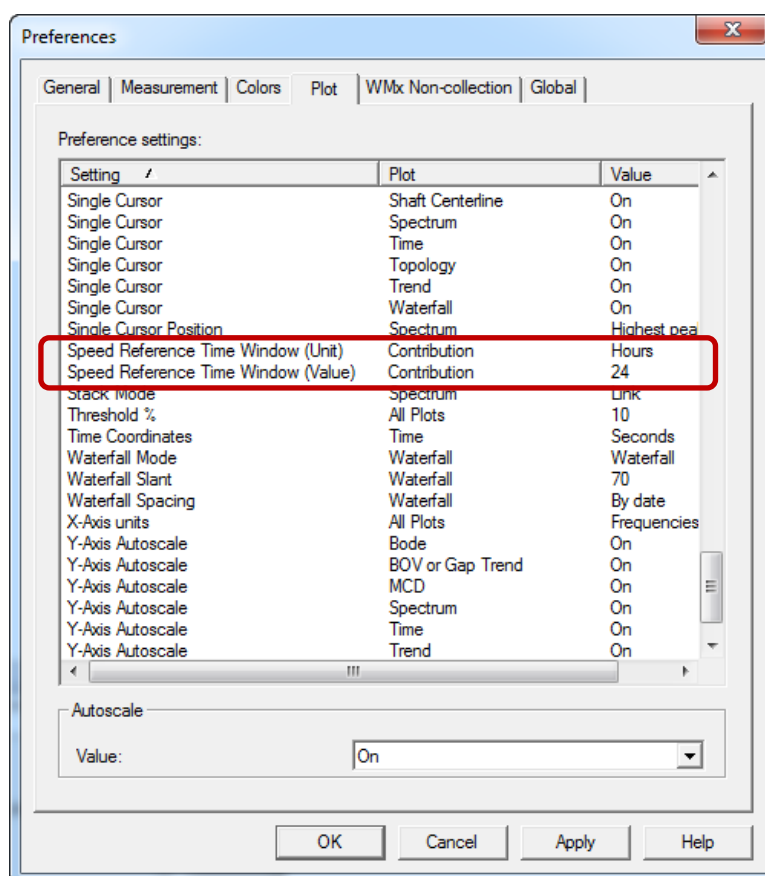 Preferences
General Measurement Colors Plot WMx Non-collection Global
Preference settings:
Setting Plot Value
Single Cursor Shaft Centerline On
Single Cursor Spectrum On
Single Cursor Time On
Single Cursor Topology On
Single Cursor Trend On
Single Cursor Waterfall On
Single Cursor Position Spectrum Highest pea
Speed Reference Time Window (Unit) Contribution Hours
Speed Reference Time Window (Value) Contribution 24
Stack Mode Spectrum Link
Threshold % All Plots 10
Time Coordinates Time Seconds
Waterfall Mode Waterfall Waterfall
Waterfall Slant Waterfall 70
Waterfall Spacing Waterfall By date
X-Axis units All Plots Frequencies
Y-Axis Autoscale Bode On
Y-Axis Autoscale BOV or Gap Trend On
Y-Axis Autoscale MCD On
Y-Axis Autoscale Spectrum On
Y-Axis Autoscale Time On
Y-Axis Autoscale Trend On
Autoscale
Value: On
OK Cancel Apply Help